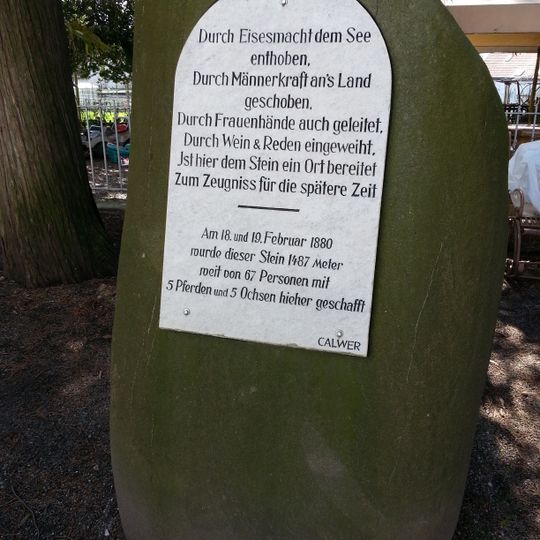 Durch Eisesmacht dem See
enthoben,
Durch Männerkraft an's Land
geschoben,
Durch Frauenhände auch geleitet,
Durch Wein & Reden eingeweiht,
Jst hier dem Stein ein Ort bereitet
Zum Zeugniss für die spätere Zeit
Am 18. und 19. Februar 1880
wurde dieser Stein 1487 Meter
weit von 67 Personen mit
5 Pferden und 5 Ochsen hieher geschafft
CALWER